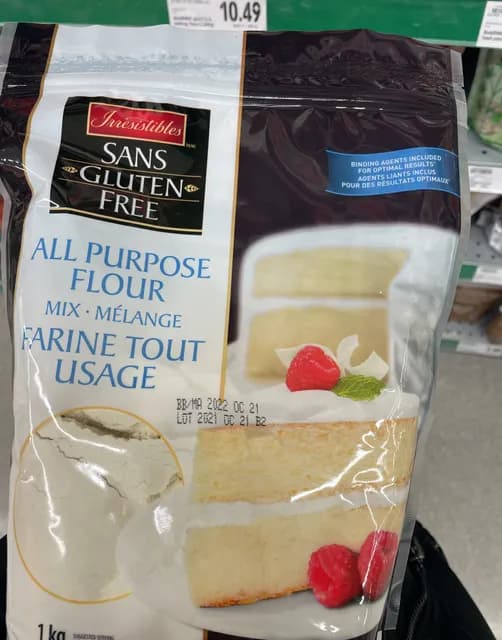 10.49
Irrésistibles
SANS
GLUTEN
FREE
BINDING AGENTS INCLUDED
FOR OPTIMAL RESULTS
AGENTS LIANTS INCLUS
POUR DES RÉSULTATS OPTIMAUX
ALL PURPOSE
FLOUR
MIX · MÉLANGE
FARINE TOUT
USAGE
BB/MA 2022 OC 21
LOT 2021 OC 21 B2
1 kg